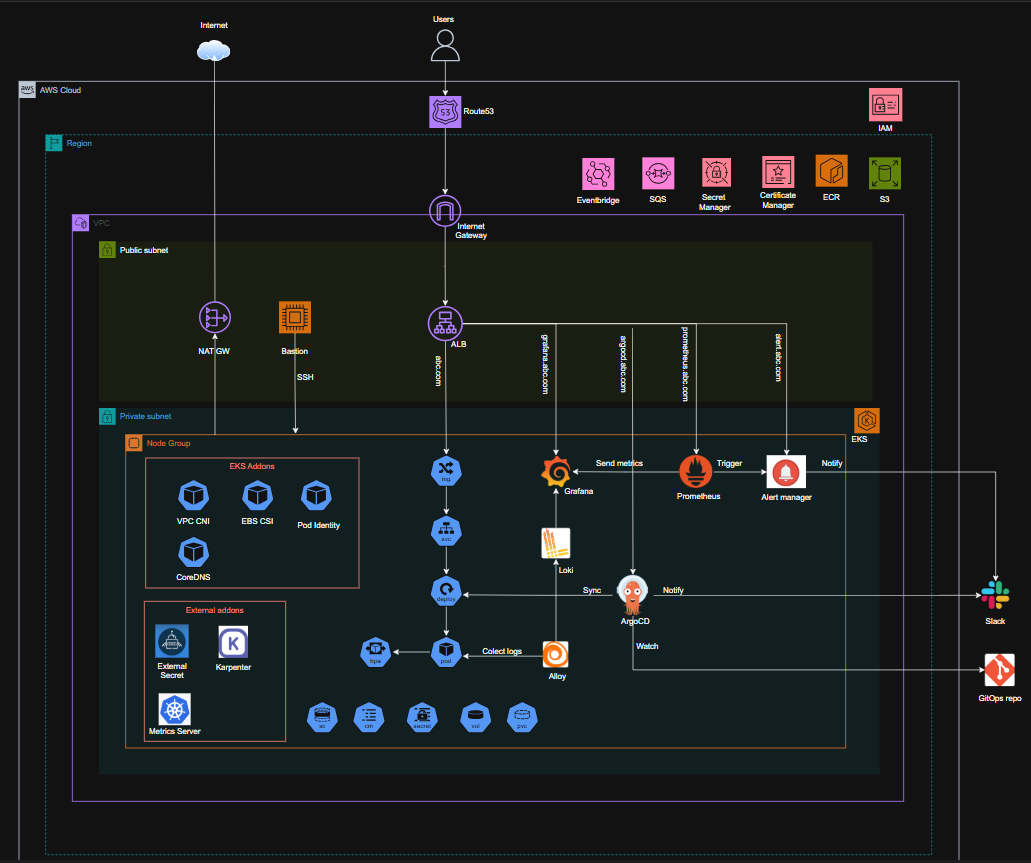 Internet
Users
aws
AWS Cloud
53
Route53
IAM
Region
Eventbridge
SQS
Secret
Manager
Certificate
Manager
ECR
S3
VPC
Internet
Gateway
Public subnet
NAT GW
Bastion
ALB
SSH
abc.com
grafana.abc.com
argocd.abc.com
prometheus.abc.com
alert.abc.com
Private subnet
EKS
Node Group
EKS Addons
VPC CNI
EBS CSI
Pod Identity
CoreDNS
ing
Grafana
Send metrics
Prometheus
Trigger
Alert manager
Notify
svc
Loki
deploy
Sync
ArgoCD
Notify
Slack
External addons
External
Secret
K
Karpenter
Metrics Server
hpa
pod
Colect logs
Alloy
Watch
GitOps repo
sc
cm
secret
vol
pvc